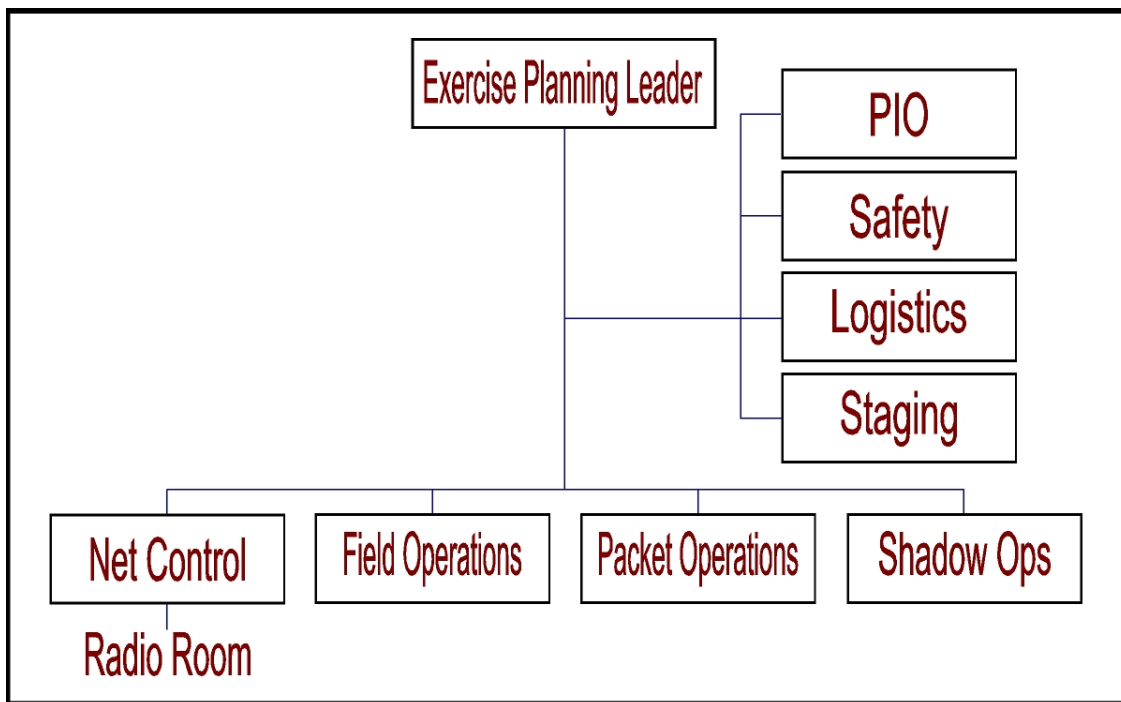 Exercise Planning Leader
PIO
Safety
Logistics
Staging
Net Control
Field Operations
Packet Operations
Shadow Ops
Radio Room